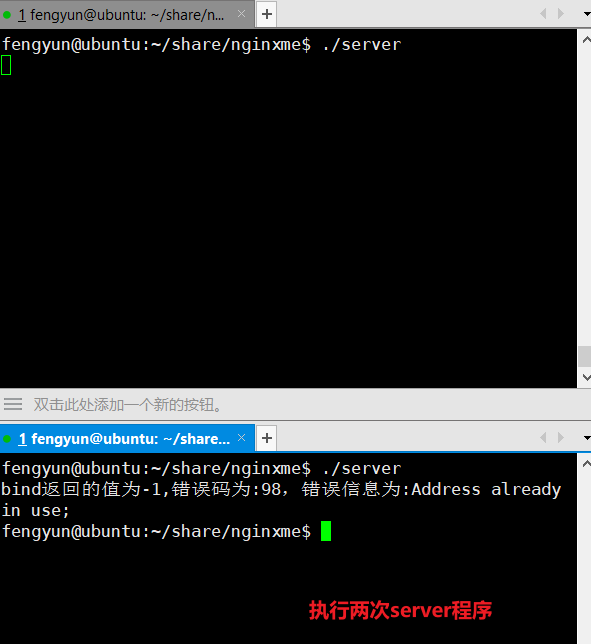 1 fengyun@ubuntu: ~/share/n...
fengyun@ubuntu:~/share/nginxme$ ./server
双击此处添加一个新的按钮。
1 fengyun@ubuntu: ~/share...
fengyun@ubuntu:~/share/nginxme$ ./server
bind返回的值为-1,错误码为:98，错误信息为:Address already
in use;
fengyun@ubuntu:~/share/nginxme$
执行两次server程序